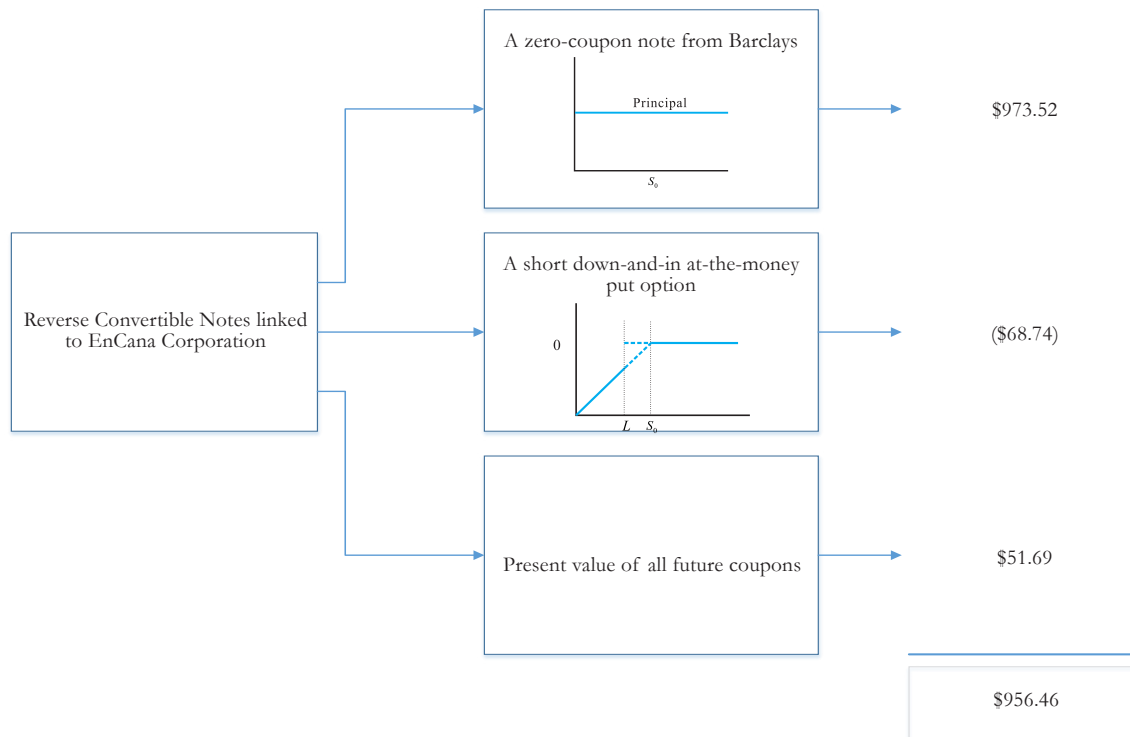 A zero-coupon note from Barclays
Principal
S₀
$973.52
Reverse Convertible Notes linked
to EnCana Corporation
A short down-and-in at-the-money
put option
0
L S₀
($68.74)
Present value of all future coupons
$51.69
$956.46